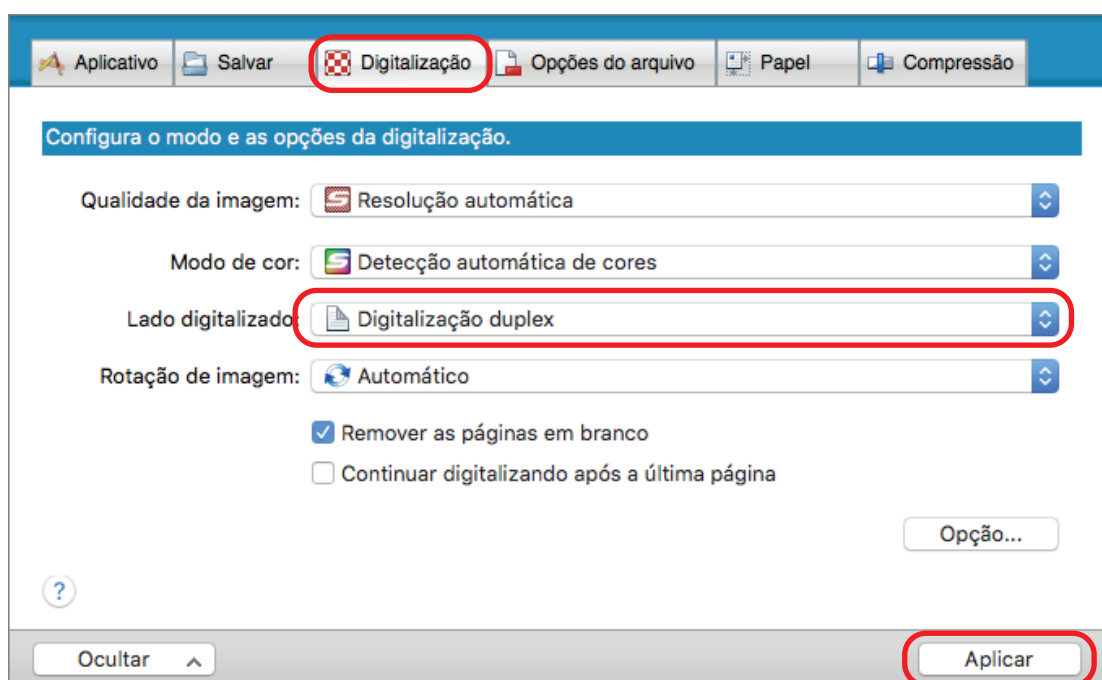 Aplicativo Salvar Digitalização Opções do arquivo Papel Compressão
Configura o modo e as opções da digitalização.
Qualidade da imagem: Resolução automática
Modo de cor: Detecção automática de cores
Lado digitalizado: Digitalização duplex
Rotação de imagem: Automático
Remover as páginas em branco
Continuar digitalizando após a última página
Opção...
?
Ocultar Aplicar